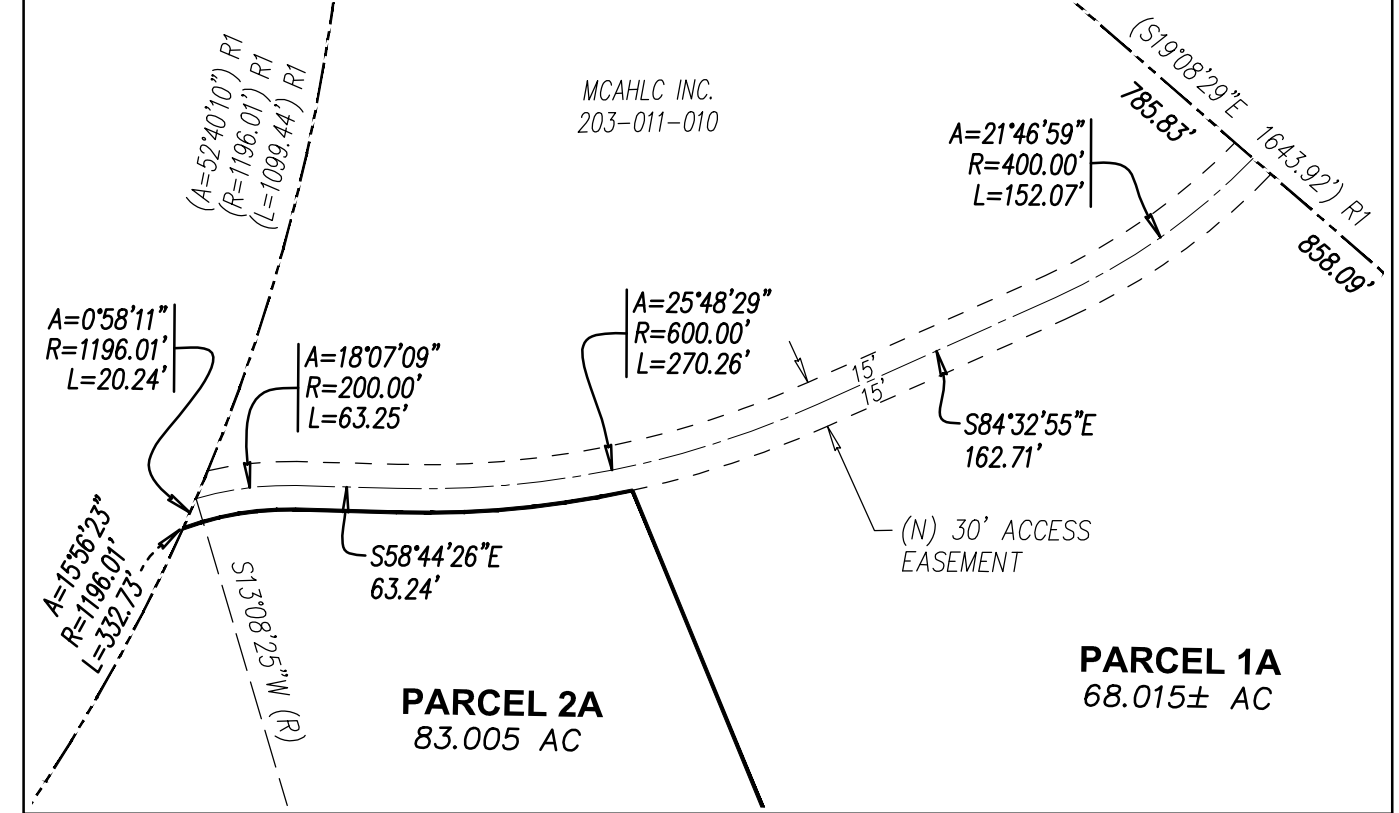 (A=52°40'10") R1
(R=1196.01') R1
(L=1099.44') R1
MCAHLC INC.
203-011-010
(S19°08'29"E 1643.92') R1
785.83'
858.09'
A=21°46'59"
R=400.00'
L=152.07'
A=0°58'11"
R=1196.01'
L=20.24'
A=18°07'09"
R=200.00'
L=63.25'
A=25°48'29"
R=600.00'
L=270.26'
15'
15'
S84°32'55"E
162.71'
A=15°56'23"
R=1196.01'
L=332.73'
S58°44'26"E
63.24'
(N) 30' ACCESS
EASEMENT
S13°08'25"W (R)
PARCEL 2A
83.005 AC
PARCEL 1A
68.015± AC